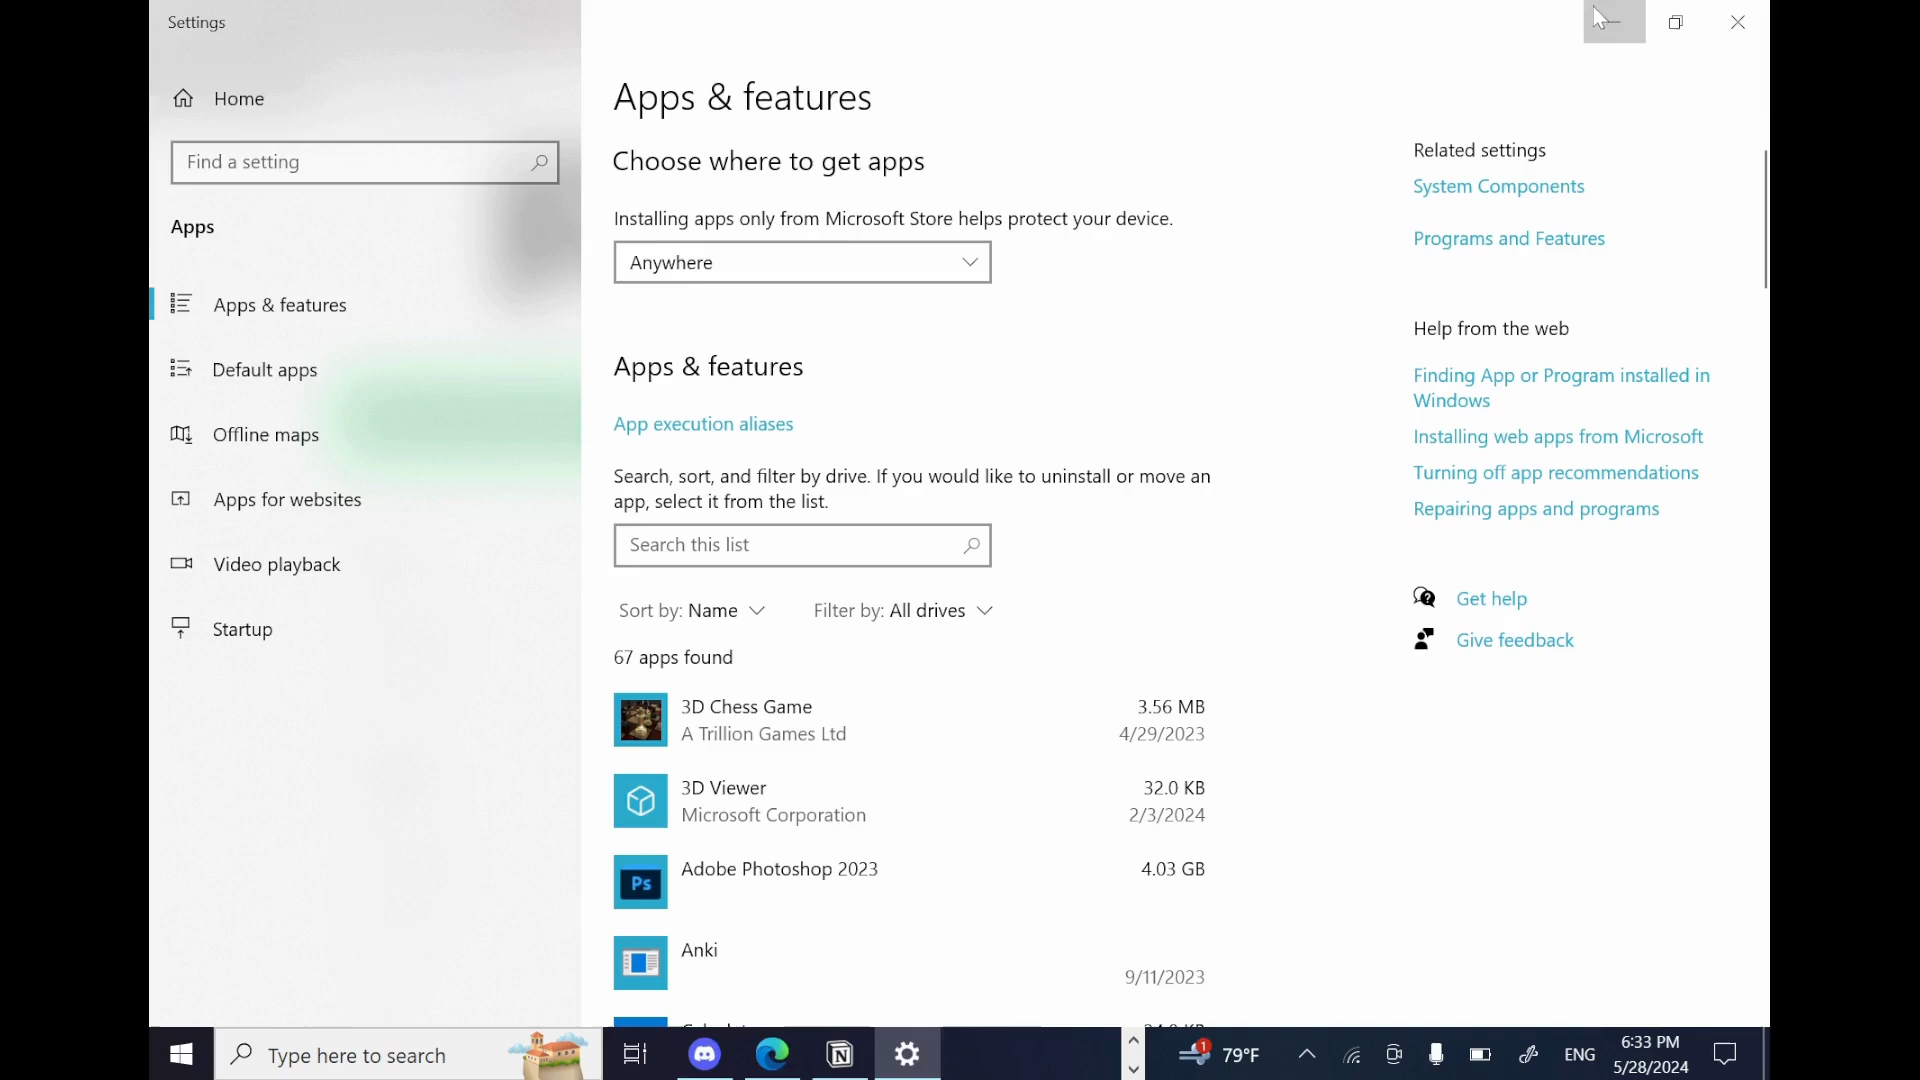 Settings
Home
Find a setting
Apps
Apps & features
Default apps
Offline maps
Apps for websites
Video playback
Startup
Apps & features
Choose where to get apps
Installing apps only from Microsoft Store helps protect your device.
Anywhere
Apps & features
App execution aliases
Search, sort, and filter by drive. If you would like to uninstall or move an
app, select it from the list.
Search this list
Sort by: Name
Filter by: All drives
67 apps found
3D Chess Game
3.56 MB
A Trillion Games Ltd
4/29/2023
3D Viewer
32.0 KB
Microsoft Corporation
2/3/2024
Ps
Adobe Photoshop 2023
4.03 GB
Anki
9/11/2023
Related settings
System Components
Programs and Features
Help from the web
Finding App or Program installed in
Windows
Installing web apps from Microsoft
Turning off app recommendations
Repairing apps and programs
Get help
Give feedback
Type here to search
N
1
79°F
ENG
6:33 PM
5/28/2024